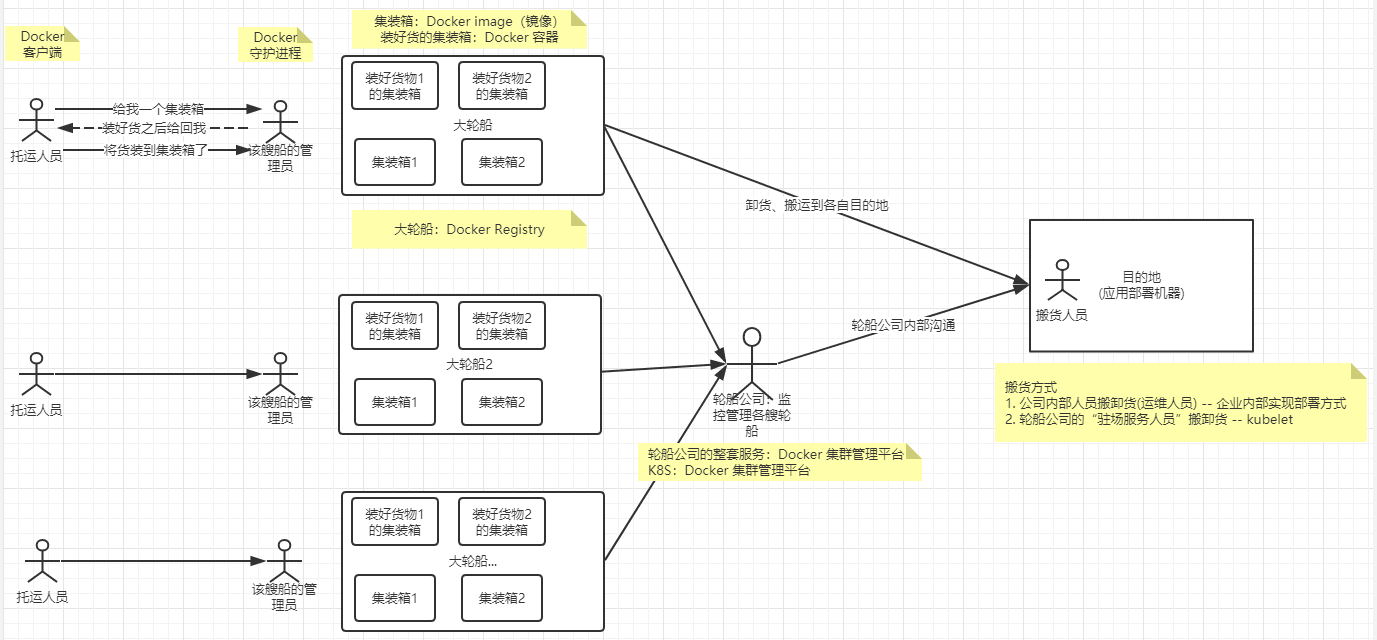 Docker
客户端
Docker
守护进程
集装箱：Docker image（镜像）
装好货的集装箱：Docker 容器
给我一个集装箱
装好货之后给回我
将货装到集装箱了
托运人员
该艘船的管
理员
装好货物1
的集装箱
装好货物2
的集装箱
大轮船
集装箱1
集装箱2
大轮船：Docker Registry
卸货、搬运到各自目的地
目的地
(应用部署机器)
搬货人员
轮船公司内部沟通
托运人员
该艘船的管
理员
装好货物1
的集装箱
装好货物2
的集装箱
大轮船2
集装箱1
集装箱2
轮船公司：监
控管理各艘轮
船
搬货方式
1. 公司内部人员搬卸货(运维人员) -- 企业内部实现部署方式
2. 轮船公司的“驻场服务人员”搬卸货 -- kubelet
轮船公司的整套服务：Docker 集群管理平台
K8S：Docker 集群管理平台
托运人员
该艘船的管
理员
装好货物1
的集装箱
装好货物2
的集装箱
大轮船...
集装箱1
集装箱2